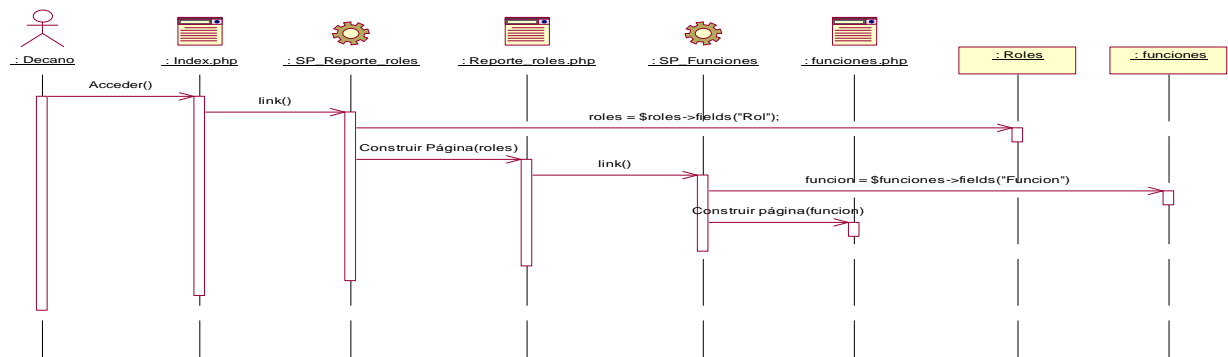 : Decano
: Index.php
: SP_Reporte_roles
: Reporte_roles.php
: SP_Funciones
: funciones.php
: Roles
: funciones
Acceder()
link()
roles = $roles->fields("Rol");
Construir Página(roles)
link()
funcion = $funciones->fields("Funcion")
Construir página(funcion)